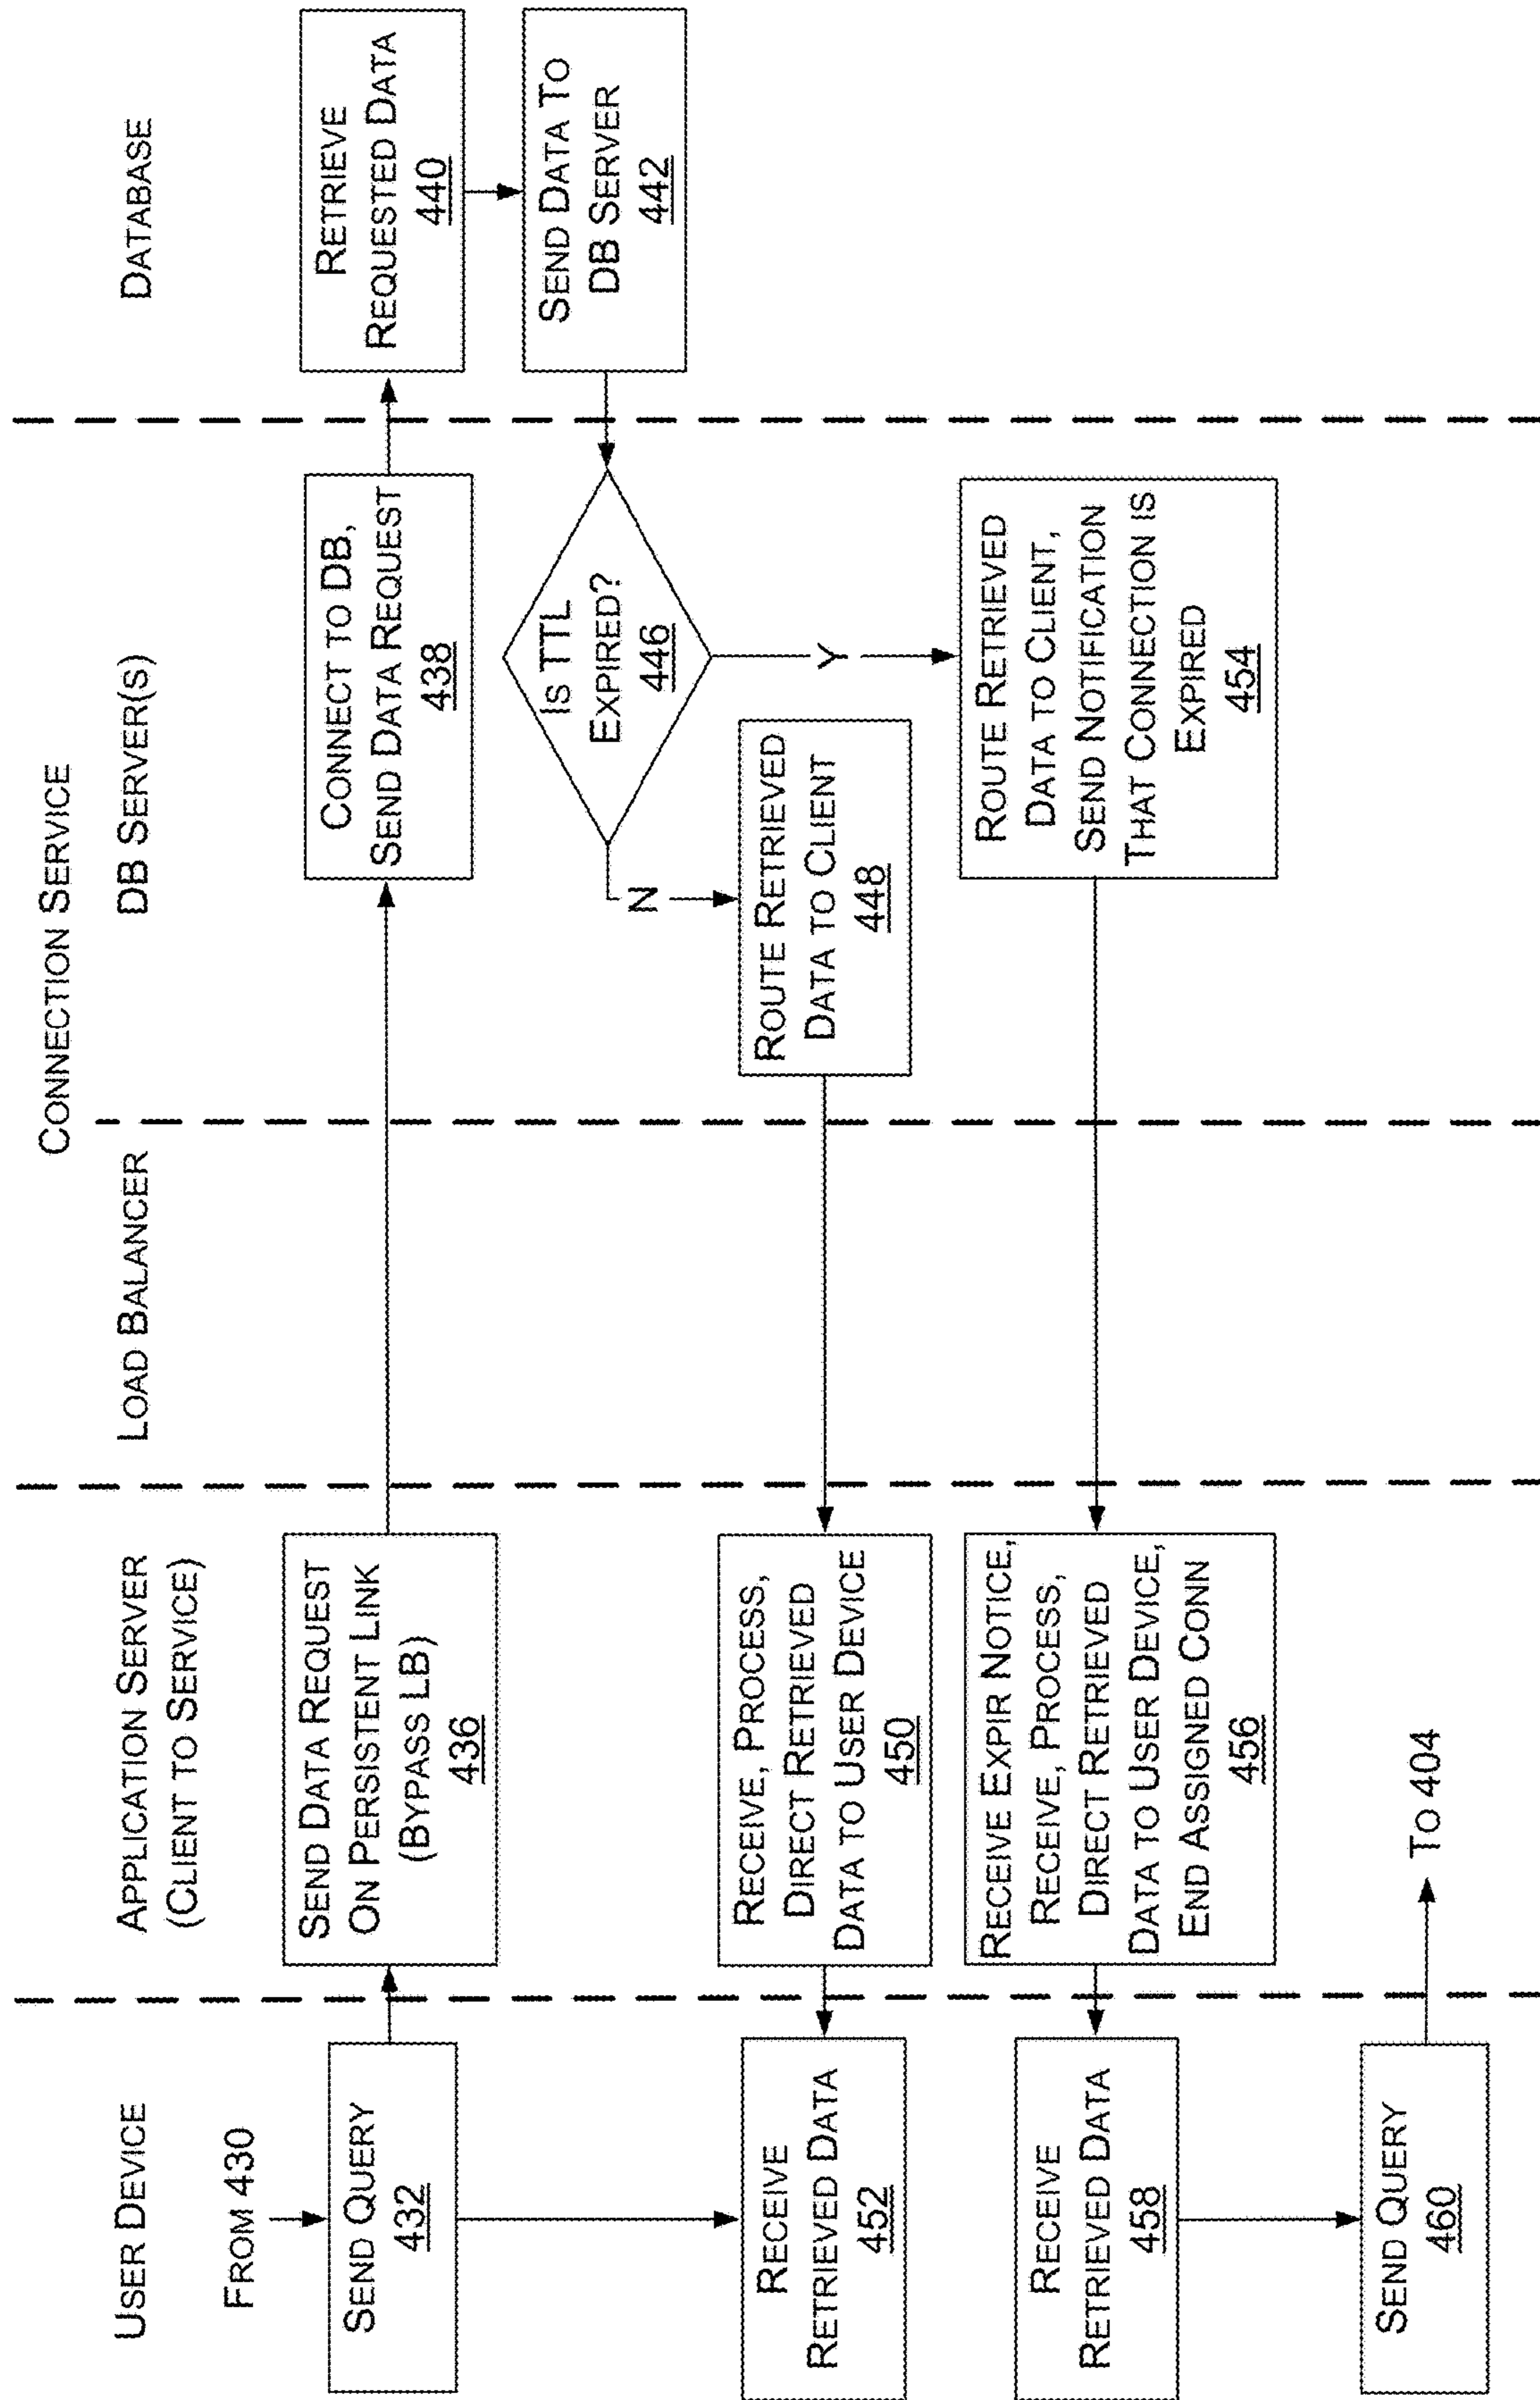 CONNECTION SERVICE
USER DEVICE
APPLICATION SERVER
(CLIENT TO SERVICE)
LOAD BALANCER
DB SERVER(S)
DATABASE
FROM 430
SEND QUERY
432
SEND DATA REQUEST
ON PERSISTENT LINK
(BYPASS LB)
436
CONNECT TO DB,
SEND DATA REQUEST
438
RETRIEVE
REQUESTED DATA
440
SEND DATA TO
DB SERVER
442
IS TTL
EXPIRED?
446
N
Y
ROUTE RETRIEVED
DATA TO CLIENT
448
RECEIVE, PROCESS,
DIRECT RETRIEVED
DATA TO USER DEVICE
450
RECEIVE
RETRIEVED DATA
452
ROUTE RETRIEVED
DATA TO CLIENT,
SEND NOTIFICATION
THAT CONNECTION IS
EXPIRED
454
RECEIVE EXPIR NOTICE,
RECEIVE, PROCESS,
DIRECT RETRIEVED
DATA TO USER DEVICE,
END ASSIGNED CONN
456
RECEIVE
RETRIEVED DATA
458
SEND QUERY
460
TO 404